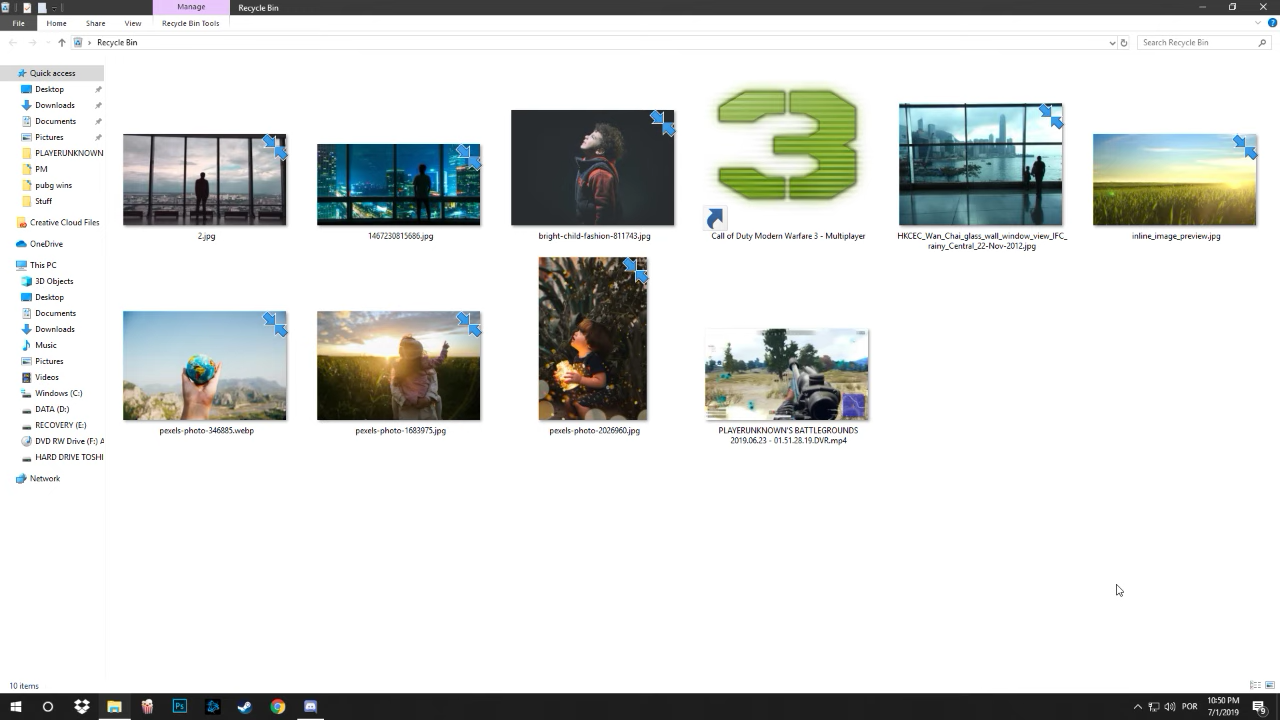 Manage
Recycle Bin
File
Home
Share
View
Recycle Bin Tools
Recycle Bin
Search Recycle Bin
Quick access
Desktop
Downloads
Documents
Pictures
PLAYERUNKNOWN
PM
pubg wins
Stuff
Creative Cloud Files
OneDrive
This PC
3D Objects
Desktop
Documents
Downloads
Music
Pictures
Videos
Windows (C:)
DATA (D:)
RECOVERY (E:)
DVD RW Drive (F:) A
HARD DRIVE TOSHI
Network
2.jpg
1467230815686.jpg
bright-child-fashion-811743.jpg
3
Call of Duty Modern Warfare 3 - Multiplayer
HKCEC_Wan_Chai_glass_wall_window_view_IFC_
rainy_Central_22-Nov-2012.jpg
inline_image_preview.jpg
pexels-photo-346885.webp
pexels-photo-1683975.jpg
pexels-photo-2026960.jpg
PLAYERUNKNOWN'S BATTLEGROUNDS
2019.06.23 - 01.51.28.19.DVR.mp4
10 items
Ps
POR
10:50 PM
7/1/2019